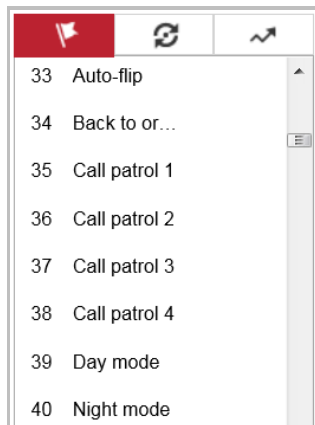 33 Auto-flip
34 Back to or...
35 Call patrol 1
36 Call patrol 2
37 Call patrol 3
38 Call patrol 4
39 Day mode
40 Night mode